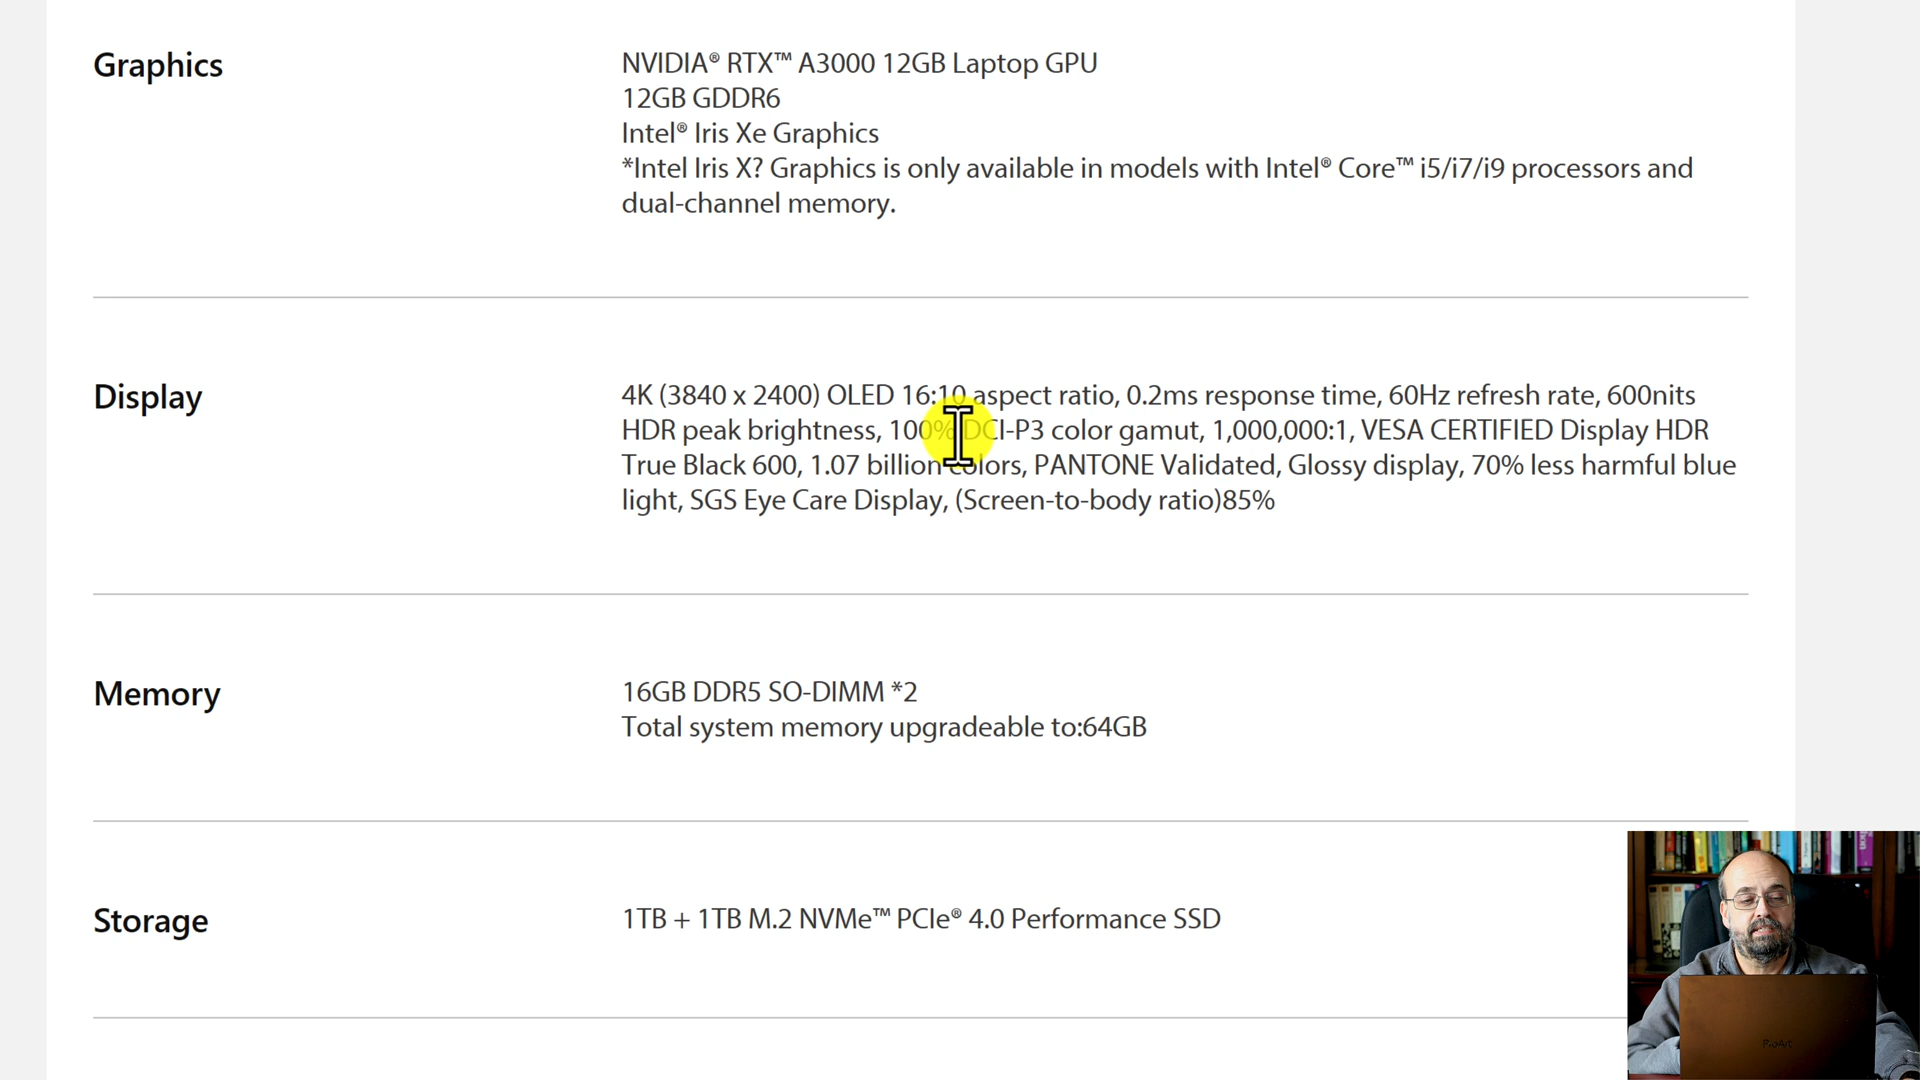 Graphics
NVIDIA® RTX™ A3000 12GB Laptop GPU
12GB GDDR6
Intel® Iris Xe Graphics
*Intel Iris X? Graphics is only available in models with Intel® Core™ i5/i7/i9 processors and
dual-channel memory.
Display
4K (3840 x 2400) OLED 16:10 aspect ratio, 0.2ms response time, 60Hz refresh rate, 600nits
HDR peak brightness, 100% DCI-P3 color gamut, 1,000,000:1, VESA CERTIFIED Display HDR
True Black 600, 1.07 billion colors, PANTONE Validated, Glossy display, 70% less harmful blue
light, SGS Eye Care Display, (Screen-to-body ratio)85%
Memory
16GB DDR5 SO-DIMM *2
Total system memory upgradeable to:64GB
Storage
1TB + 1TB M.2 NVMe™ PCIe® 4.0 Performance SSD
ProArt